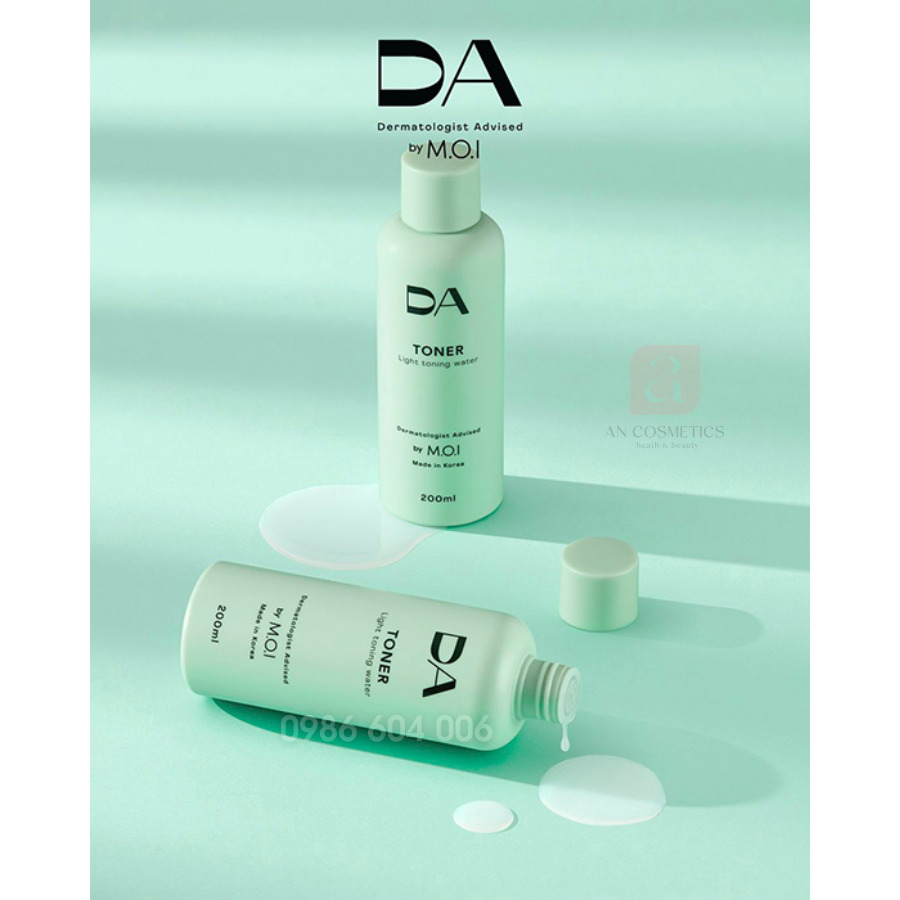 DA
Dermatologist Advised
by M.O.I
DA
TONER
Light toning water
Dermatologist Advised
by M.O.I
Made in Korea
200ml
AN COSMETICS
health & beauty
DA
TONER
Light toning water
Dermatologist Advised
by M.O.I
Made in Korea
200ml
0986 604 006